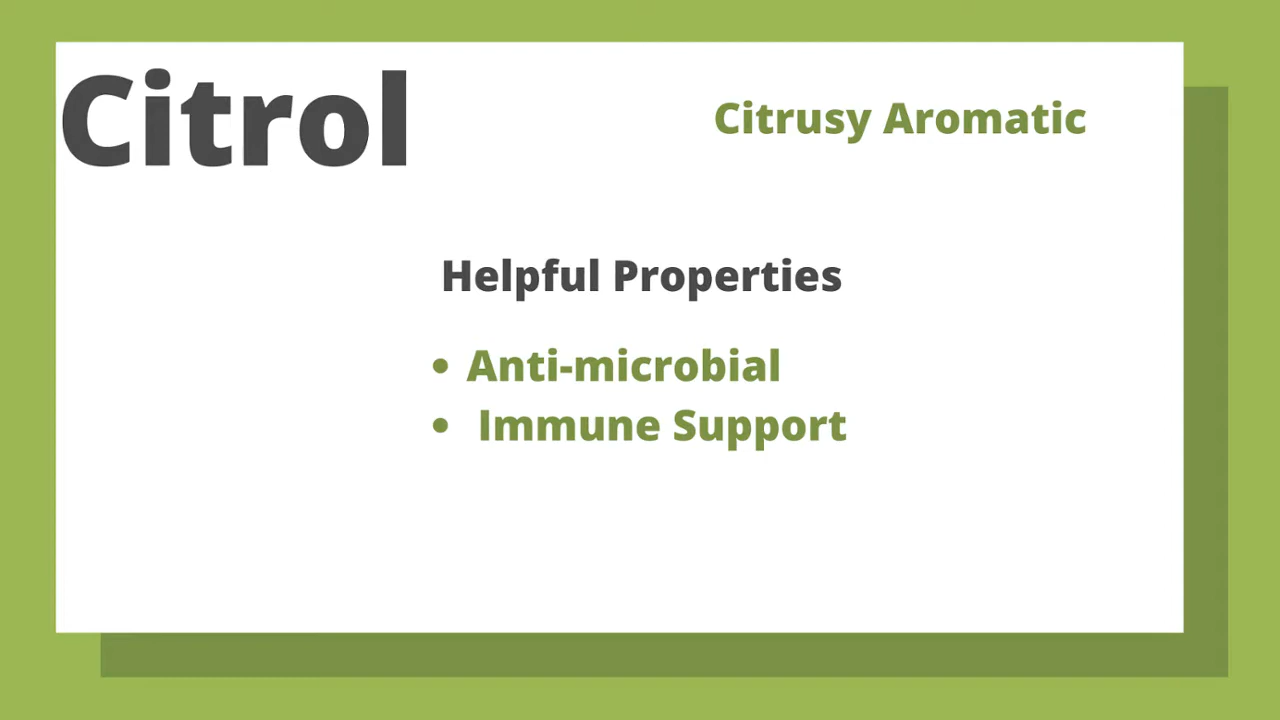 Citrol
Citrusy Aromatic
Helpful Properties
• Anti-microbial
• Immune Support